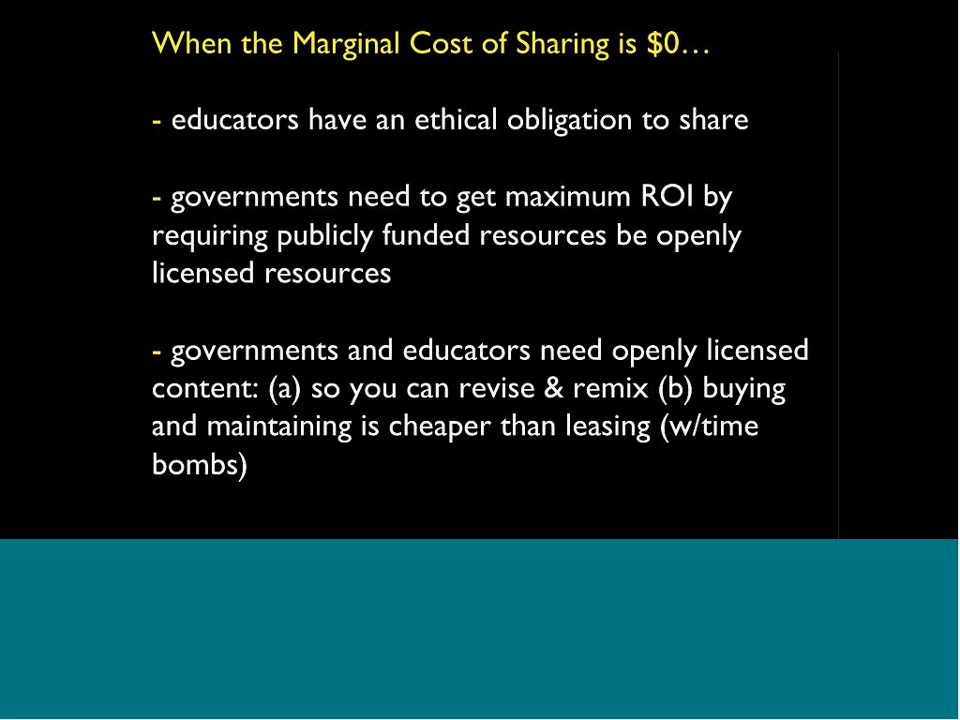 When the Marginal Cost of Sharing is $0…
- educators have an ethical obligation to share
- governments need to get maximum ROI by
requiring publicly funded resources be openly
licensed resources
- governments and educators need openly licensed
content: (a) so you can revise & remix (b) buying
and maintaining is cheaper than leasing (w/time
bombs)